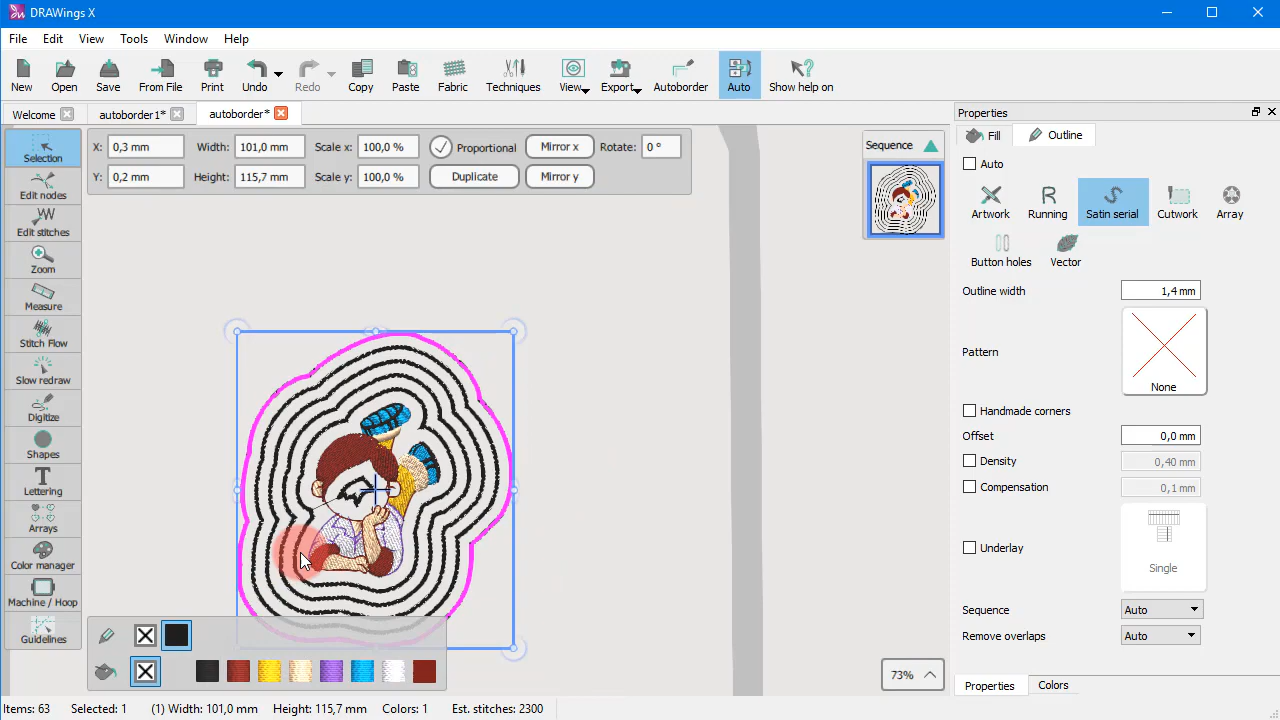 DRAWings X
File Edit View Tools Window Help
New Open Save From File Print Undo Redo Copy Paste Fabric Techniques View Export Autoborder Auto Show help on
Welcome autoborder1* autoborder*
Properties
Selection
Edit nodes
Edit stitches
Zoom
Measure
Stitch Flow
Slow redraw
Digitize
Shapes
Lettering
Arrays
Color manager
Machine / Hoop
Guidelines
X: 0,3 mm Width: 101,0 mm Scale x: 100,0 % Proportional Mirror x Rotate: 0 °
Y: 0,2 mm Height: 115,7 mm Scale y: 100,0 % Duplicate Mirror y
Sequence
Fill Outline
Auto
Artwork Running Satin serial Cutwork Array
Button holes Vector
Outline width 1,4 mm
Pattern
None
Handmade corners
Offset 0,0 mm
Density 0,40 mm
Compensation 0,1 mm
Underlay
Single
Sequence Auto
Remove overlaps Auto
73%
Properties Colors
Items: 63 Selected: 1 (1) Width: 101,0 mm Height: 115,7 mm Colors: 1 Est. stitches: 2300